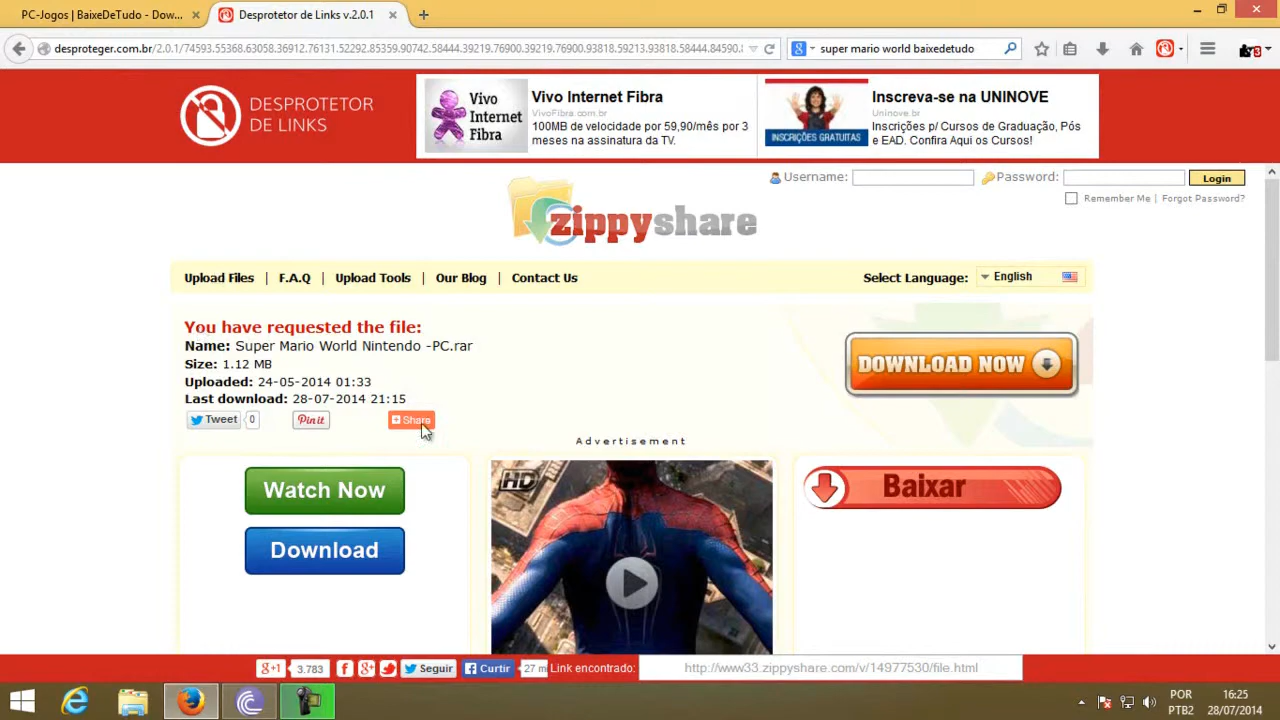 PC-Jogos | BaixeDeTudo - Dow...
Desprotetor de Links v.2.0.1
desproteger.com.br/2.0.1/74593.55368.63058.36912.76131.52292.85359.90742.58444.39219.76900.39219.76900.93818.59213.93818.58444.84590.
super mario world baixedetudo
DESPROTETOR
DE LINKS
Vivo
Internet
Fibra
Vivo Internet Fibra
VivoFibra.com.br
100MB de velocidade por 59,90/mês por 3
meses na assinatura da TV.
INSCRIÇÕES GRATUITAS
Inscreva-se na UNINOVE
Uninove.br
Inscrições p/ Cursos de Graduação, Pós
e EAD. Confira Aqui os Cursos!
Username:
Password:
Login
Remember Me | Forgot Password?
zippyshare
Upload Files | F.A.Q | Upload Tools | Our Blog | Contact Us
Select Language: English
You have requested the file:
Name: Super Mario World Nintendo -PC.rar
Size: 1.12 MB
Uploaded: 24-05-2014 01:33
Last download: 28-07-2014 21:15
Tweet 0
Pin it
Share
DOWNLOAD NOW
Advertisement
Watch Now
Download
HD
Baixar
g+1 3.783
Seguir
Curtir 27 m
Link encontrado:
http://www33.zippyshare.com/v/14977530/file.html
POR
PTB2
16:25
28/07/2014